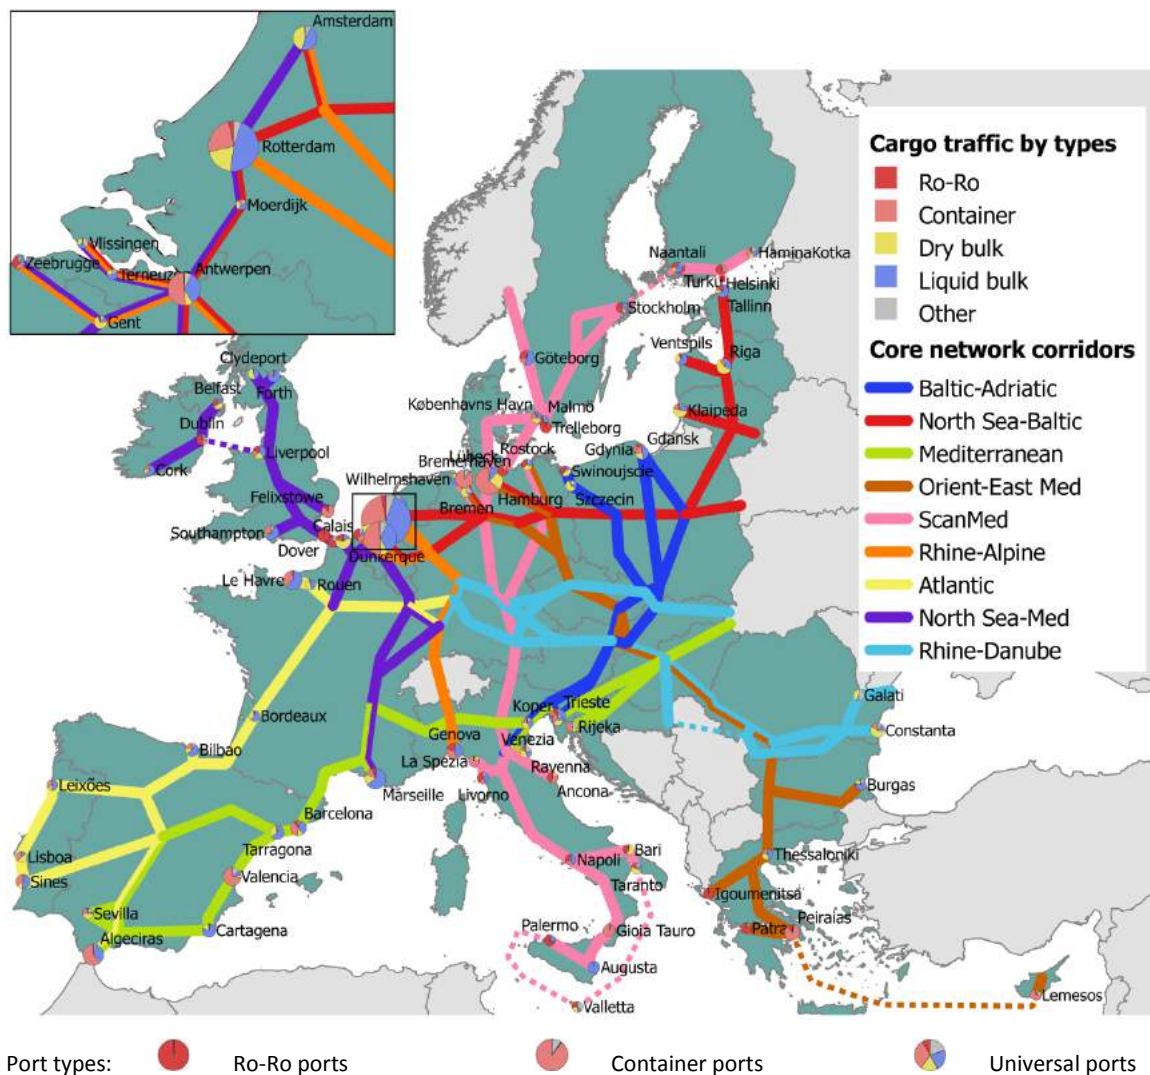 Amsterdam
Rotterdam
Moerdijk
Vlissingen
Zeebrugge
Terneuze
Antwerpen
Gent
Cargo traffic by types
Ro-Ro
Container
Dry bulk
Liquid bulk
Other
Core network corridors
Baltic-Adriatic
North Sea-Baltic
Mediterranean
Orient-East Med
ScanMed
Rhine-Alpine
Atlantic
North Sea-Med
Rhine-Danube
Naantali
HaminaKotka
Turku
Helsinki
Tallinn
Stockholm
Ventspils
Riga
Göteborg
Klaipeda
Clydeport
Forth
Belfast
Dublin
Liverpool
Cork
Københavns Havn
Malmö
Trelleborg
Gdynia
Gdansk
Lübeck
Rostock
Bremerhaven
Swinoujscie
Wilhelmshaven
Hamburg
Szczecin
Bremen
Felixstowe
Southampton
Calais
Dover
Dunkerque
Le Havre
Rouen
Bordeaux
Bilbao
Leixões
Lisboa
Sines
Sevilla
Algeciras
Cartagena
Valencia
Tarragona
Barcelona
Marseille
Genova
La Spezia
Livorno
Koper
Trieste
Rijeka
Venezia
Ravenna
Ancona
Napoli
Bari
Taranto
Palermo
Gioia Tauro
Augusta
Valletta
Galati
Constanta
Burgas
Thessaloniki
Igoumenitsa
Patra
Peiraias
Lemesos
Port types:
Ro-Ro ports
Container ports
Universal ports